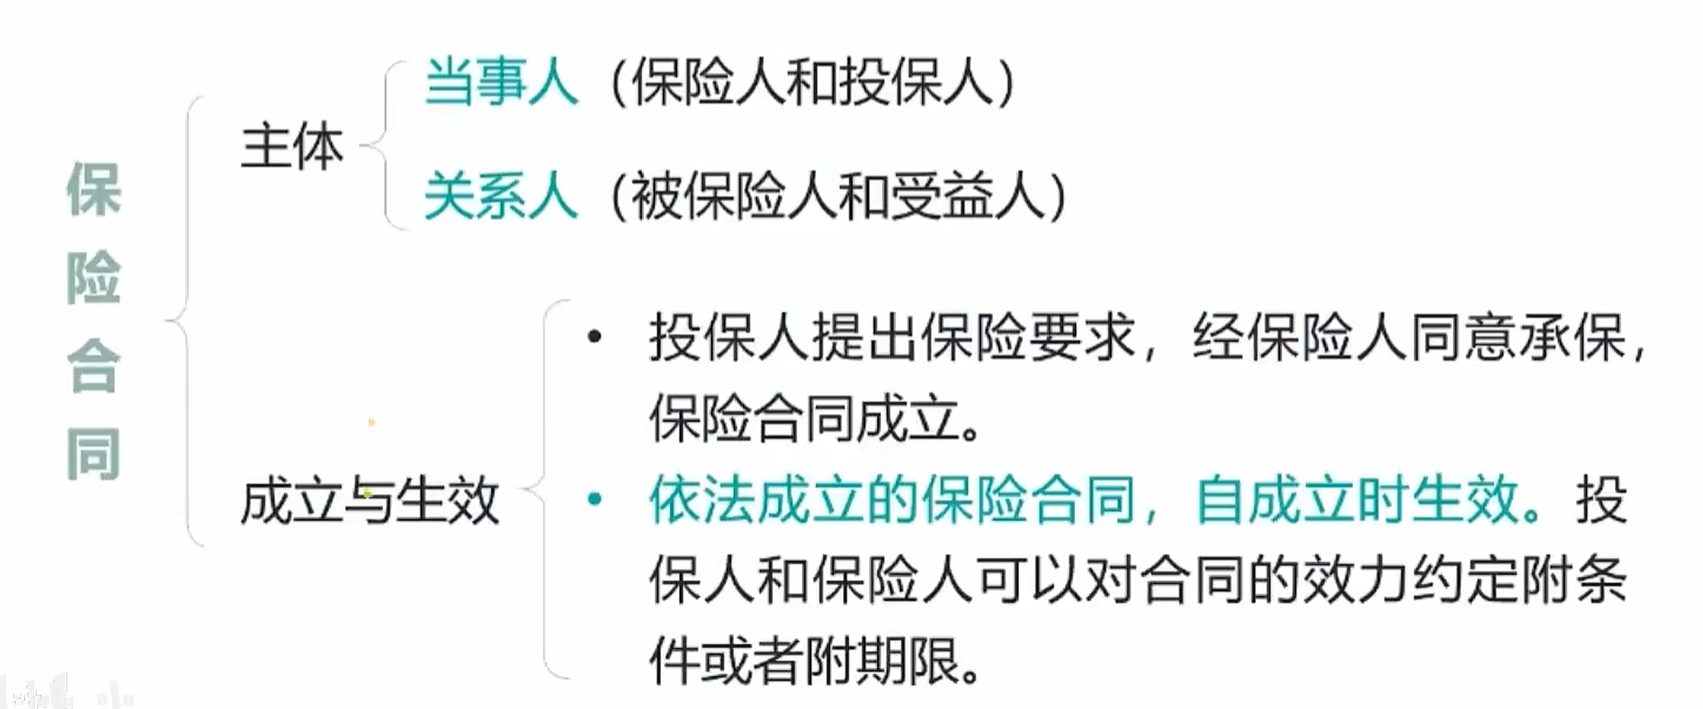 保险合同
主体
当事人（保险人和投保人）
关系人（被保险人和受益人）
成立与生效
• 投保人提出保险要求，经保险人同意承保，
保险合同成立。
• 依法成立的保险合同，自成立时生效。投
保人和保险人可以对合同的效力约定附条
件或者附期限。